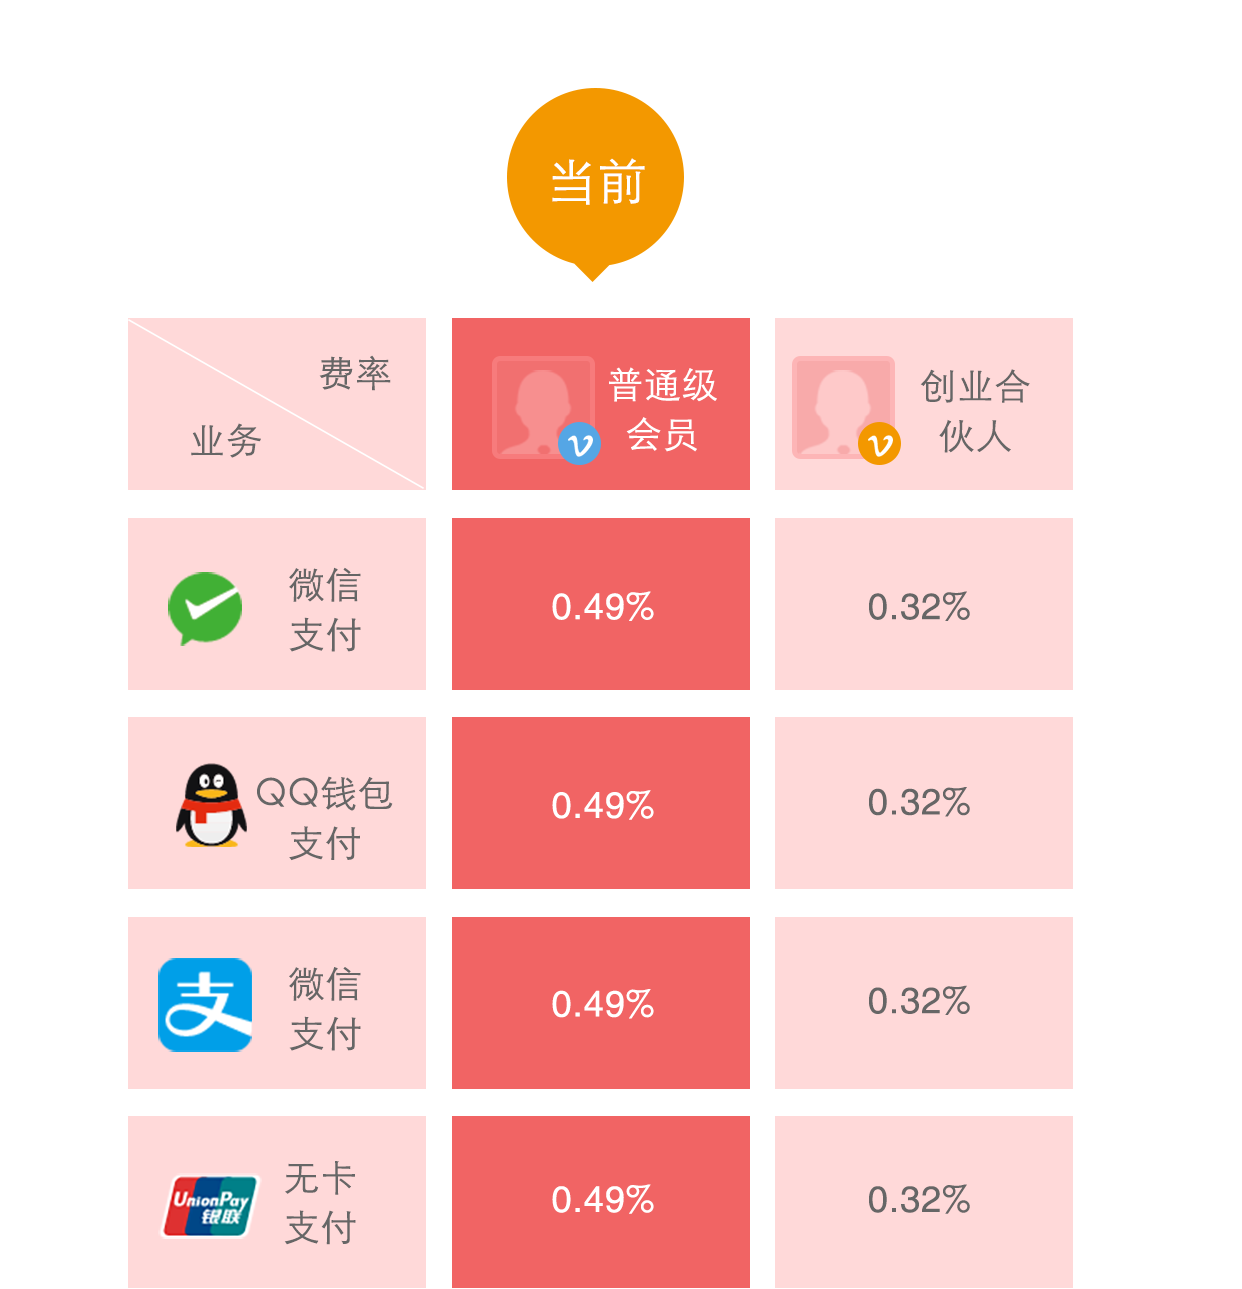 当前
费率
业务
普通级
会员
创业合
伙人
微信
支付
0.49%
0.32%
QQ钱包
支付
0.49%
0.32%
支
微信
支付
0.49%
0.32%
UnionPay
银联
无卡
支付
0.49%
0.32%